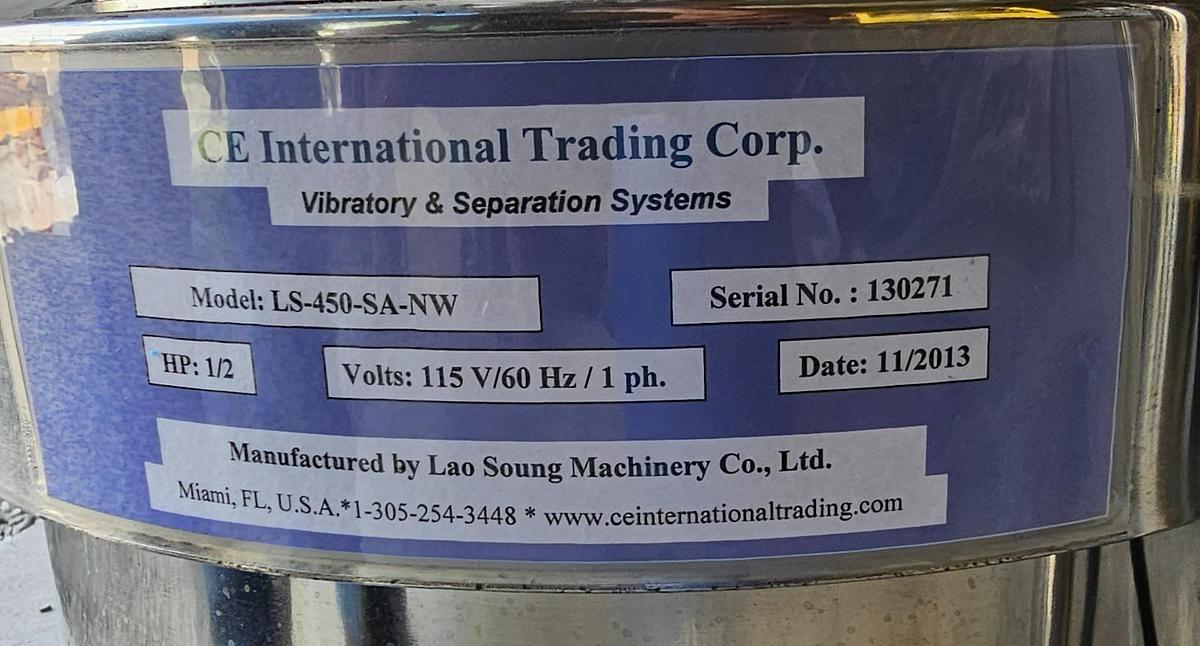 CE International Trading Corp.
Vibratory & Separation Systems
Model: LS-450-SA-NW
Serial No. : 130271
HP: 1/2
Volts: 115 V/60 Hz / 1 ph.
Date: 11/2013
Manufactured by Lao Soung Machinery Co., Ltd.
Miami, FL, U.S.A.*1-305-254-3448 * www.ceinternationaltrading.com